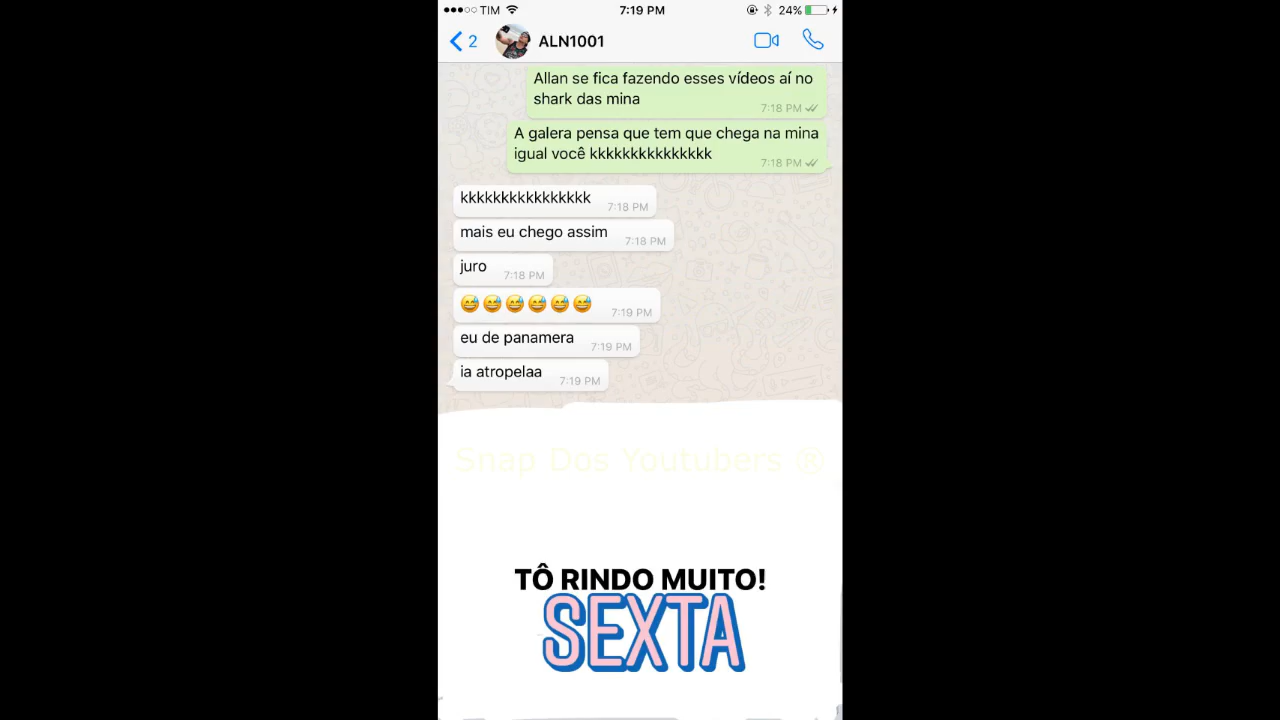 TIM 7:19 PM 24%
2 ALN1001
Allan se fica fazendo esses vídeos aí no
shark das mina
7:18 PM
A galera pensa que tem que chega na mina
igual você kkkkkkkkkkkkkkk
7:18 PM
kkkkkkkkkkkkkkkk 7:18 PM
mais eu chego assim 7:18 PM
juro 7:18 PM
😅😅😅😅😅😅 7:19 PM
eu de panamera 7:19 PM
ia atropelaa 7:19 PM
Snap Dos Youtubers ®
TÔ RINDO MUITO!
SEXTA